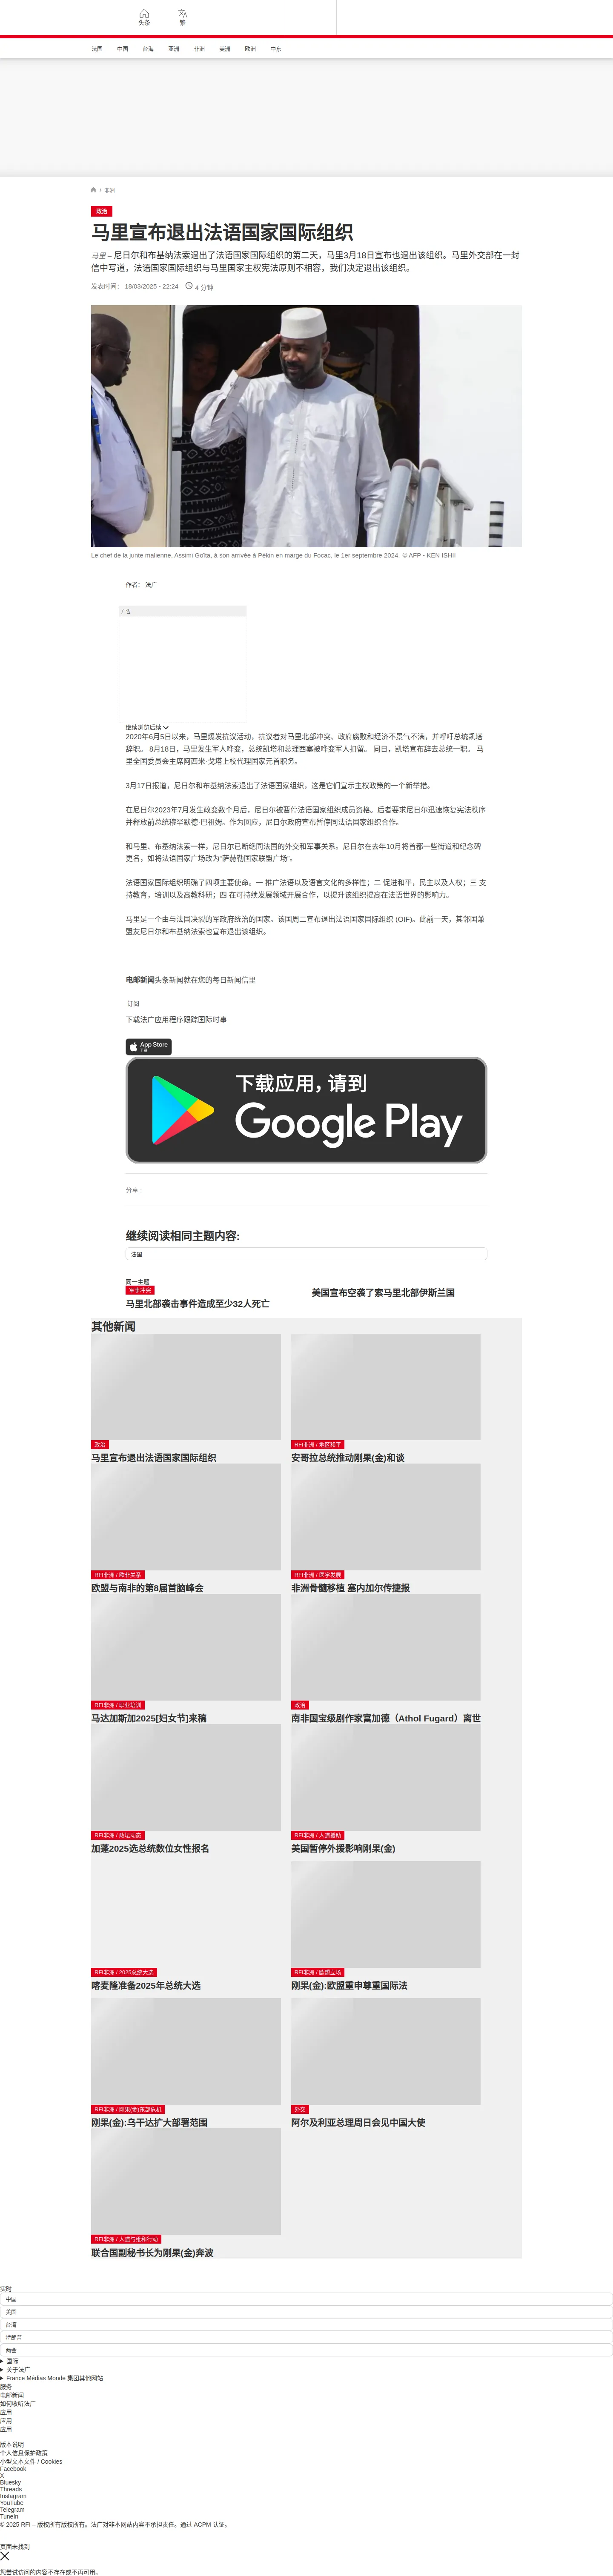 头条
繁
法国 中国 台海 亚洲 非洲 美洲 欧洲 中东
/ 非洲
政治
马里宣布退出法语国家国际组织
马里 – 尼日尔和布基纳法索退出了法语国家国际组织的第二天，马里3月18日宣布也退出该组织。马里外交部在一封
信中写道，法语国家国际组织与马里国家主权宪法原则不相容，我们决定退出该组织。
发表时间： 18/03/2025 - 22:24 4 分钟
Le chef de la junte malienne, Assimi Goïta, à son arrivée à Pékin en marge du Focac, le 1er septembre 2024. © AFP - KEN ISHII
作者： 法广
广告
继续浏览后续
2020年6月5日以来，马里爆发抗议活动，抗议者对马里北部冲突、政府腐败和经济不景气不满，并呼吁总统凯塔
辞职。 8月18日，马里发生军人哗变，总统凯塔和总理西塞被哗变军人扣留。 同日，凯塔宣布辞去总统一职。 马
里全国委员会主席阿西米·戈塔上校代理国家元首职务。
3月17日报道，尼日尔和布基纳法索退出了法语国家组织，这是它们宣示主权政策的一个新举措。
在尼日尔2023年7月发生政变数个月后，尼日尔被暂停法语国家组织成员资格。后者要求尼日尔迅速恢复宪法秩序
并释放前总统穆罕默德·巴祖姆。作为回应，尼日尔政府宣布暂停同法语国家组织合作。
和马里、布基纳法索一样，尼日尔已断绝同法国的外交和军事关系。尼日尔在去年10月将首都一些街道和纪念碑
更名，如将法语国家广场改为“萨赫勒国家联盟广场”。
法语国家国际组织明确了四项主要使命。一 推广法语以及语言文化的多样性；二 促进和平，民主以及人权；三 支
持教育，培训以及高教科研；四 在可持续发展领域开展合作，以提升该组织提高在法语世界的影响力。
马里是一个由与法国决裂的军政府统治的国家。该国周二宣布退出法语国家国际组织 (OIF)。此前一天，其邻国兼
盟友尼日尔和布基纳法索也宣布退出该组织。
电邮新闻头条新闻就在您的每日新闻信里
订阅
下载法广应用程序跟踪国际时事
App Store
下载
下载应用，请到
Google Play
分享 :
继续阅读相同主题内容:
法国
同一主题
军事冲突
马里北部袭击事件造成至少32人死亡
美国宣布空袭了索马里北部伊斯兰国
其他新闻
政治
马里宣布退出法语国家国际组织
RFI非洲 / 地区和平
安哥拉总统推动刚果(金)和谈
RFI非洲 / 欧非关系
欧盟与南非的第8届首脑峰会
RFI非洲 / 医学发展
非洲骨髓移植 塞内加尔传捷报
RFI非洲 / 职业培训
马达加斯加2025[妇女节]来稿
政治
南非国宝级剧作家富加德（Athol Fugard）离世
RFI非洲 / 政坛动态
加蓬2025选总统数位女性报名
RFI非洲 / 人道援助
美国暂停外援影响刚果(金)
RFI非洲 / 2025总统大选
喀麦隆准备2025年总统大选
RFI非洲 / 欧盟立场
刚果(金):欧盟重申尊重国际法
RFI非洲 / 刚果(金)东部危机
刚果(金):乌干达扩大部署范围
外交
阿尔及利亚总理周日会见中国大使
RFI非洲 / 人道与维和行动
联合国副秘书长为刚果(金)奔波
实时
中国
美国
台湾
特朗普
两会
国际
关于法广
France Médias Monde 集团其他网站
服务
电邮新闻
如何收听法广
应用
应用
应用
版本说明
个人信息保护政策
小型文本文件 / Cookies
Facebook
X
Bluesky
Threads
Instagram
YouTube
Telegram
TuneIn
© 2025 RFI – 版权所有版权所有。法广对非本网站内容不承担责任。通过 ACPM 认证。
页面未找到
您尝试访问的内容不存在或不再可用。